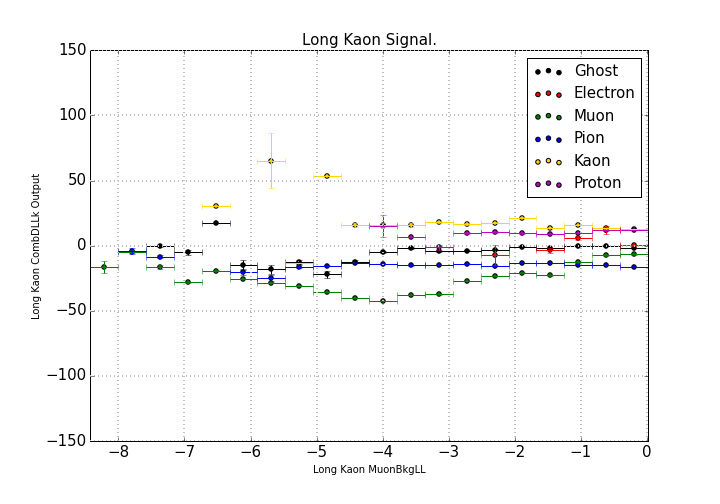 Long Kaon Signal.
150
100
50
0
−50
−100
−150
Long Kaon CombDLLk Output
Ghost
Electron
Muon
Pion
Kaon
Proton
−8 −7 −6 −5 −4 −3 −2 −1 0
Long Kaon MuonBkgLL